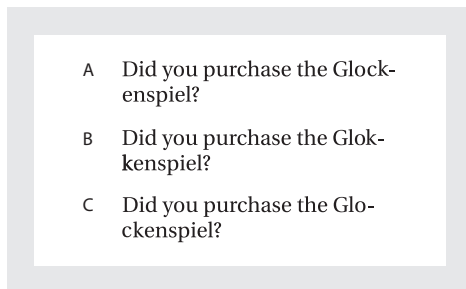 A Did you purchase the Glock-
enspiel?
B Did you purchase the Glok-
kenspiel?
C Did you purchase the Glo-
ckenspiel?